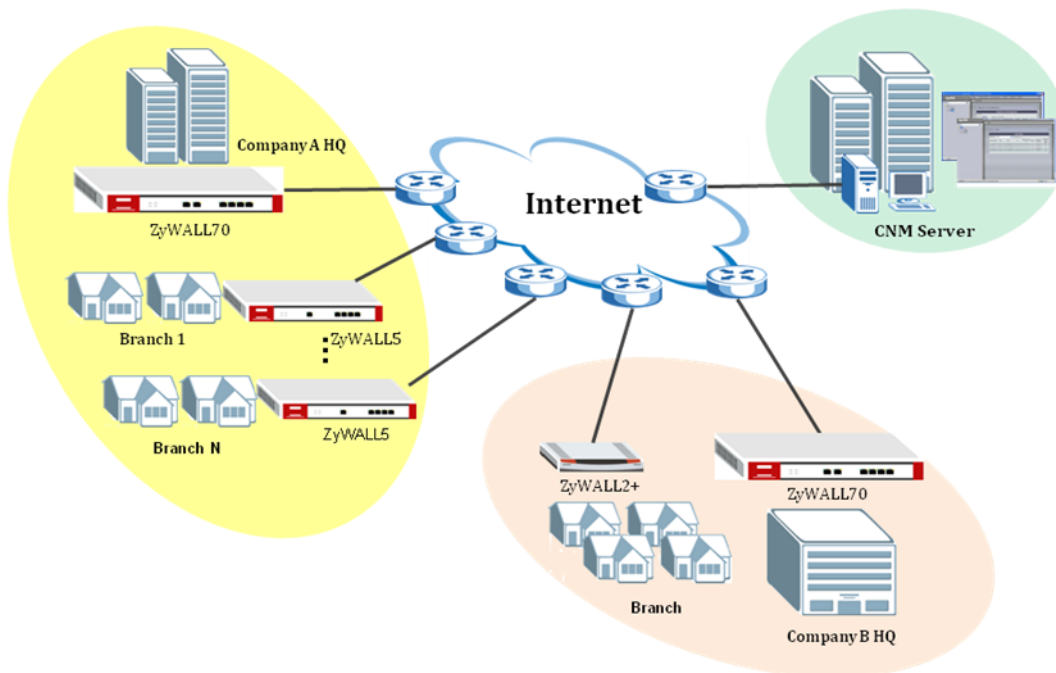 Company A HQ
ZyWALL70
Internet
CNM Server
Branch 1
ZyWALL5
Branch N
ZyWALL5
ZyWALL2+
ZyWALL70
Branch
Company B HQ